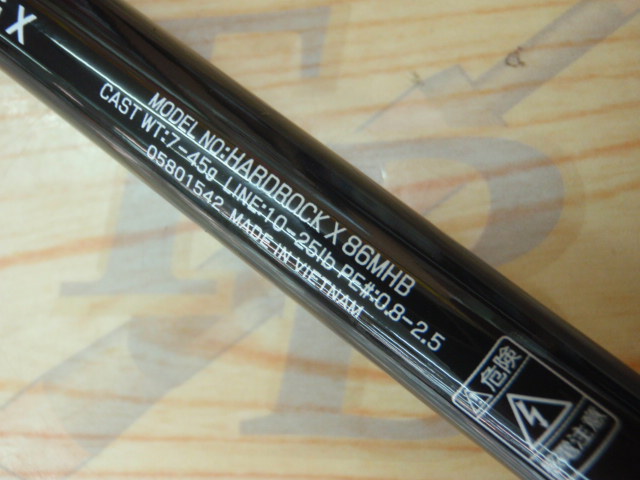 X
MODEL NO:HARDROCK X 86MHB
CAST WT:7-45g LINE:10-25lb PE#:0.8-2.5
05801542 MADE IN VIETNAM
危険
電注意